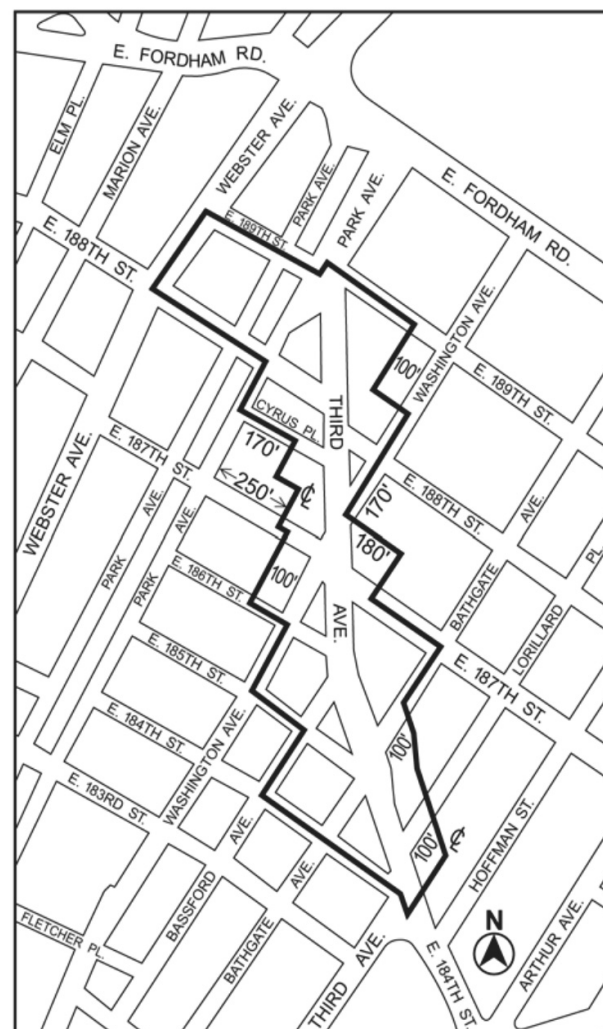 E. FORDHAM RD.
ELM PL.
MARION AVE.
WEBSTER AVE.
PARK AVE.
PARK AVE.
E. FORDHAM RD.
E. 188TH ST.
E. 189TH ST.
WASHINGTON AVE.
100'
E. 189TH ST.
THIRD
CYRUS PL.
170'
250'
℄
E. 187TH ST.
WEBSTER AVE.
170'
180'
E. 188TH ST.
AVE.
PL.
PARK
AVE.
PARK
AVE.
E. 186TH ST.
100'
AVE.
BATHGATE
LORILLARD
E. 185TH ST.
E. 187TH ST.
E. 184TH ST.
WASHINGTON AVE.
100'
E. 183RD ST.
AVE.
AVE.
100'
℄
HOFFMAN ST.
BASSFORD
BATHGATE
FLETCHER PL.
THIRD
AVE.
E. 184TH ST.
N
ARTHUR AVE.